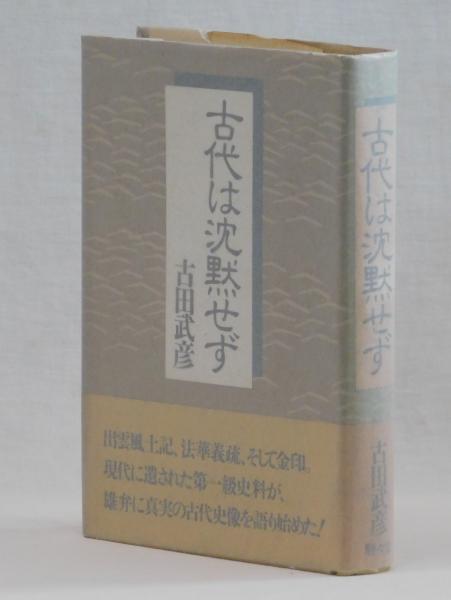 古代は沈黙せず
古田武彦
出雲風土記、法華義疏、そして金印。
現代に遺された第一級史料が、
雄弁に真実の古代史像を語り始めた!
古代は沈黙せず
古田武彦